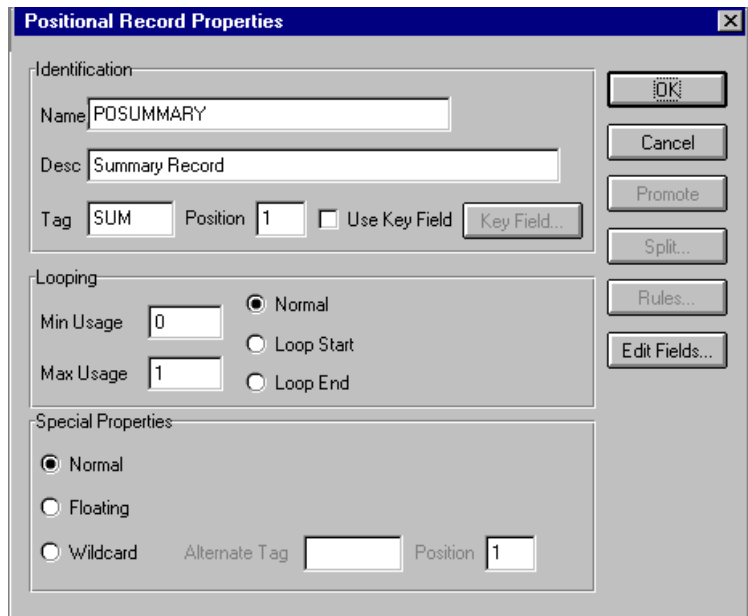 Positional Record Properties
Identification
Name POSUMMARY
Desc Summary Record
Tag SUM Position 1 Use Key Field Key Field...
Looping
Min Usage 0
Max Usage 1
Normal
Loop Start
Loop End
Special Properties
Normal
Floating
Wildcard Alternate Tag Position 1
OK
Cancel
Promote
Split...
Rules...
Edit Fields...